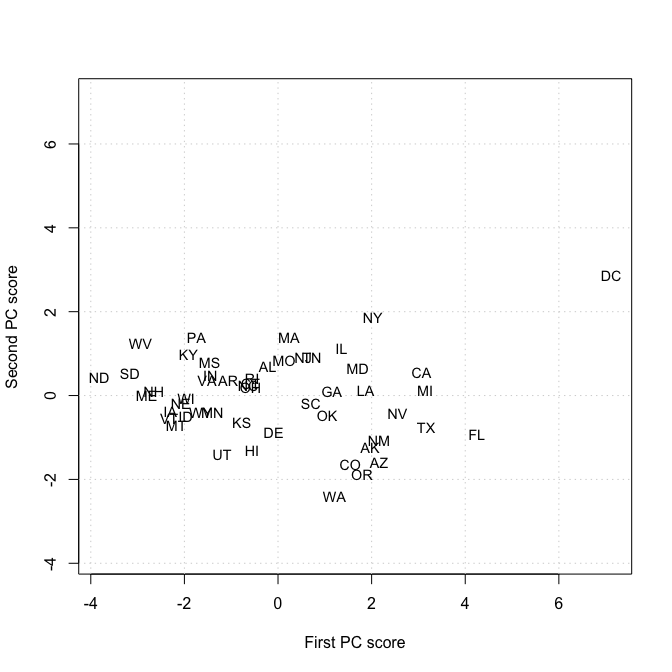 6
4
2
0
-2
-4
Second PC score
DC
NY
WV
PA
MA
IL
KY
MS
AL
MO
NJ
TN
MD
CA
ND
SD
IN
VA
AR
RI
OH
NH
ME
GA
LA
MI
WI
NE
SC
IA
ID
WY
MN
OK
NV
VT
MT
KS
DE
TX
FL
UT
HI
NM
AK
CO
AZ
OR
WA
-4
-2
0
2
4
6
First PC score